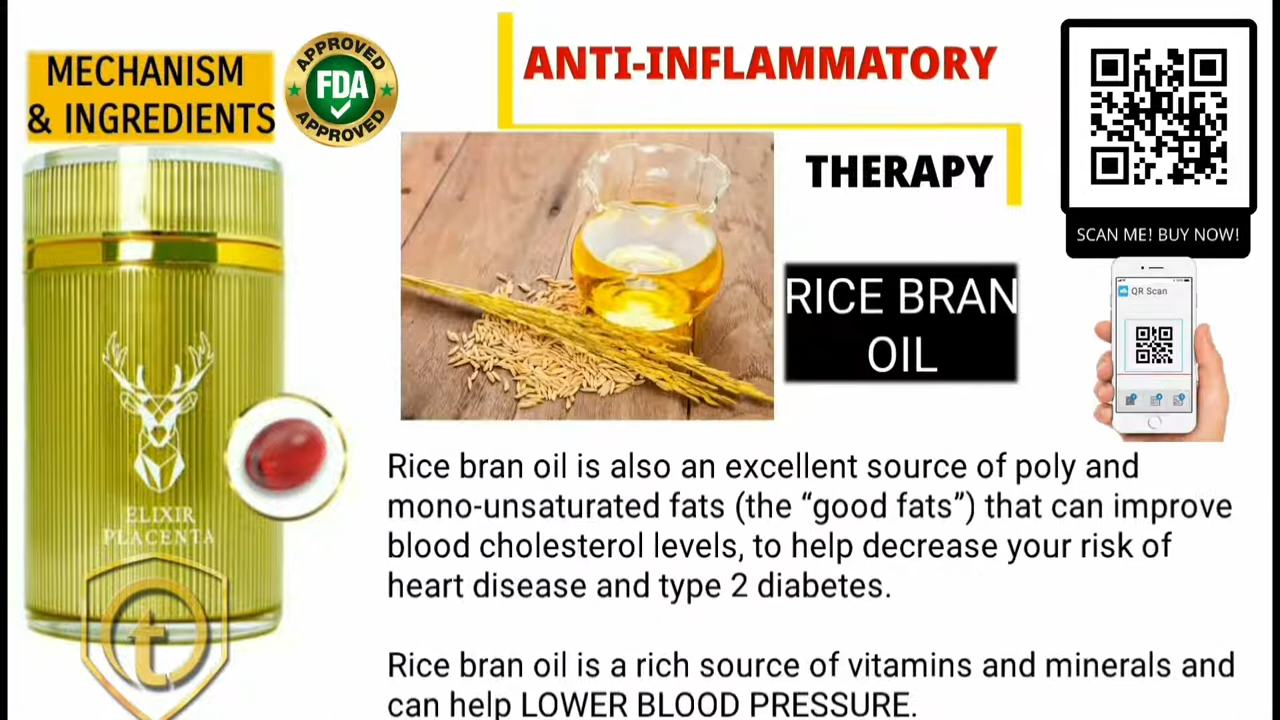 MECHANISM
& INGREDIENTS
APPROVED
FDA
APPROVED
ANTI-INFLAMMATORY
THERAPY
SCAN ME! BUY NOW!
QR Scan
RICE BRAN
OIL
ELIXIR
PLACENTA
t
Rice bran oil is also an excellent source of poly and
mono-unsaturated fats (the “good fats”) that can improve
blood cholesterol levels, to help decrease your risk of
heart disease and type 2 diabetes.
Rice bran oil is a rich source of vitamins and minerals and
can help LOWER BLOOD PRESSURE.